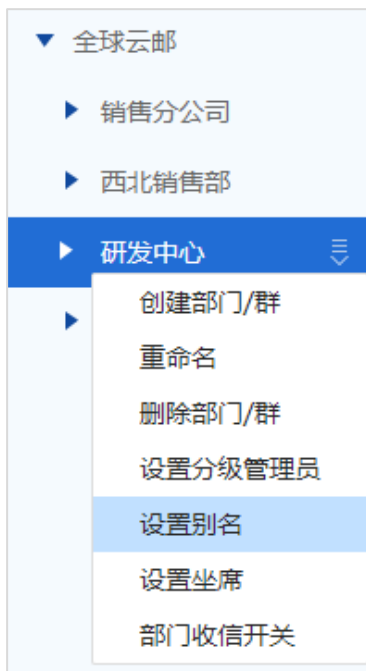 全球云邮
销售分公司
西北销售部
研发中心
创建部门/群
重命名
删除部门/群
设置分级管理员
设置别名
设置坐席
部门收信开关